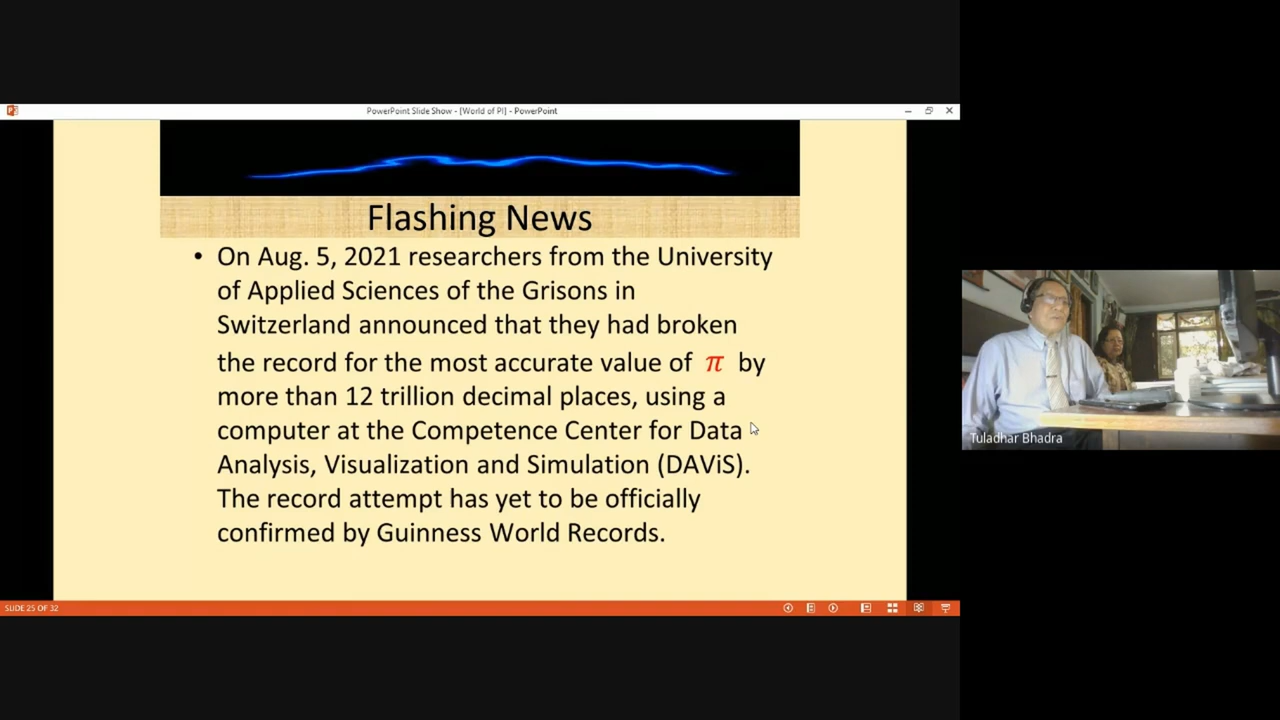 PowerPoint Slide Show - [World of PI] - PowerPoint
Flashing News
• On Aug. 5, 2021 researchers from the University
of Applied Sciences of the Grisons in
Switzerland announced that they had broken
the record for the most accurate value of π by
more than 12 trillion decimal places, using a
computer at the Competence Center for Data
Analysis, Visualization and Simulation (DAViS).
The record attempt has yet to be officially
confirmed by Guinness World Records.
SLIDE 25 OF 32
Tuladhar Bhadra